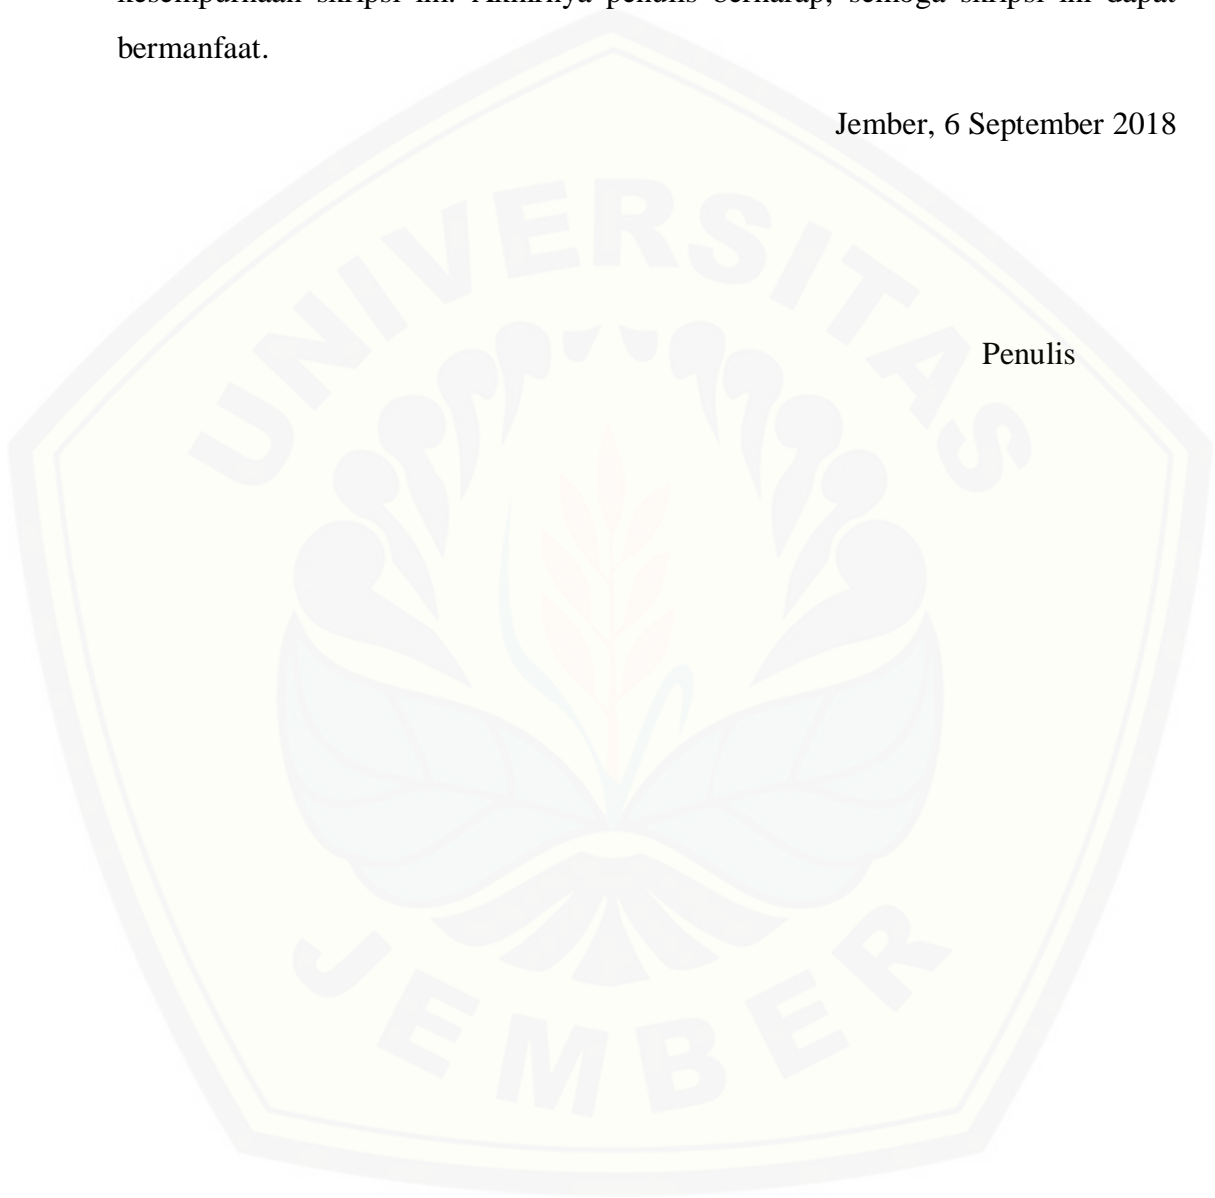 kesempurnaan skripsi ini. Akhirnya penulis berharap, semoga skripsi ini dapat
bermanfaat.
Jember, 6 September 2018
UNIVERSITAS
Penulis
JEMBER